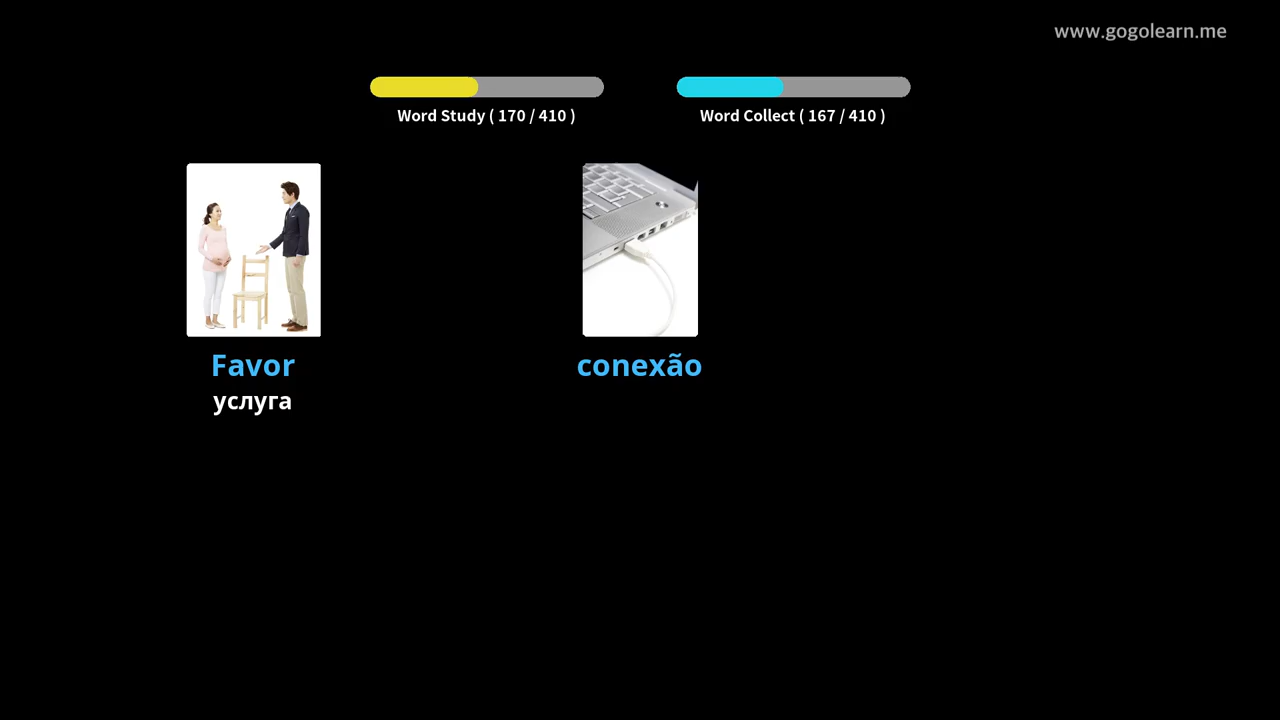 www.gogolearn.me
Word Study ( 170 / 410 )
Word Collect ( 167 / 410 )
Favor
услуга
conexão